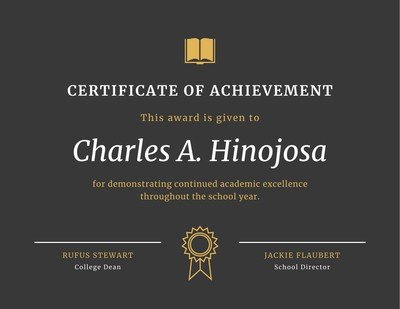 CERTIFICATE OF ACHIEVEMENT
This award is given to
Charles A. Hinojosa
for demonstrating continued academic excellence
throughout the school year.
RUFUS STEWART
College Dean
JACKIE FLAUBERT
School Director